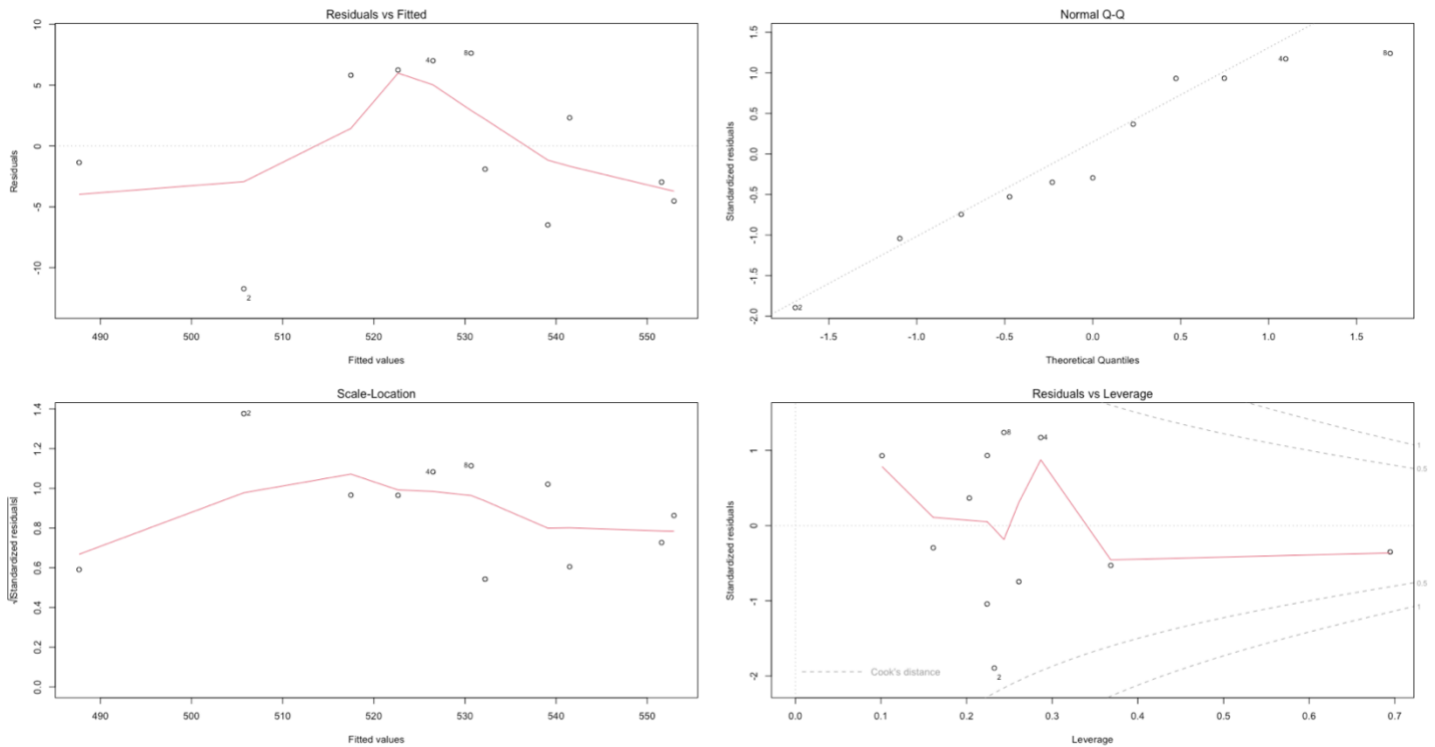 Residuals vs Fitted
10
5
0
-5
-10
Residuals
4
8
2
490 500 510 520 530 540 550
Fitted values
Normal Q-Q
1.5
1.0
0.5
0.0
-0.5
-1.0
-1.5
-2.0
Standardized residuals
4
8
2
-1.5 -1.0 -0.5 0.0 0.5 1.0 1.5
Theoretical Quantiles
Scale-Location
1.4
1.2
1.0
0.8
0.6
0.4
0.2
0.0
√|Standardized residuals|
2
4
8
490 500 510 520 530 540 550
Fitted values
Residuals vs Leverage
1
0
-1
-2
Standardized residuals
8
4
2
1
0.5
0.5
1
Cook's distance
0.0 0.1 0.2 0.3 0.4 0.5 0.6 0.7
Leverage